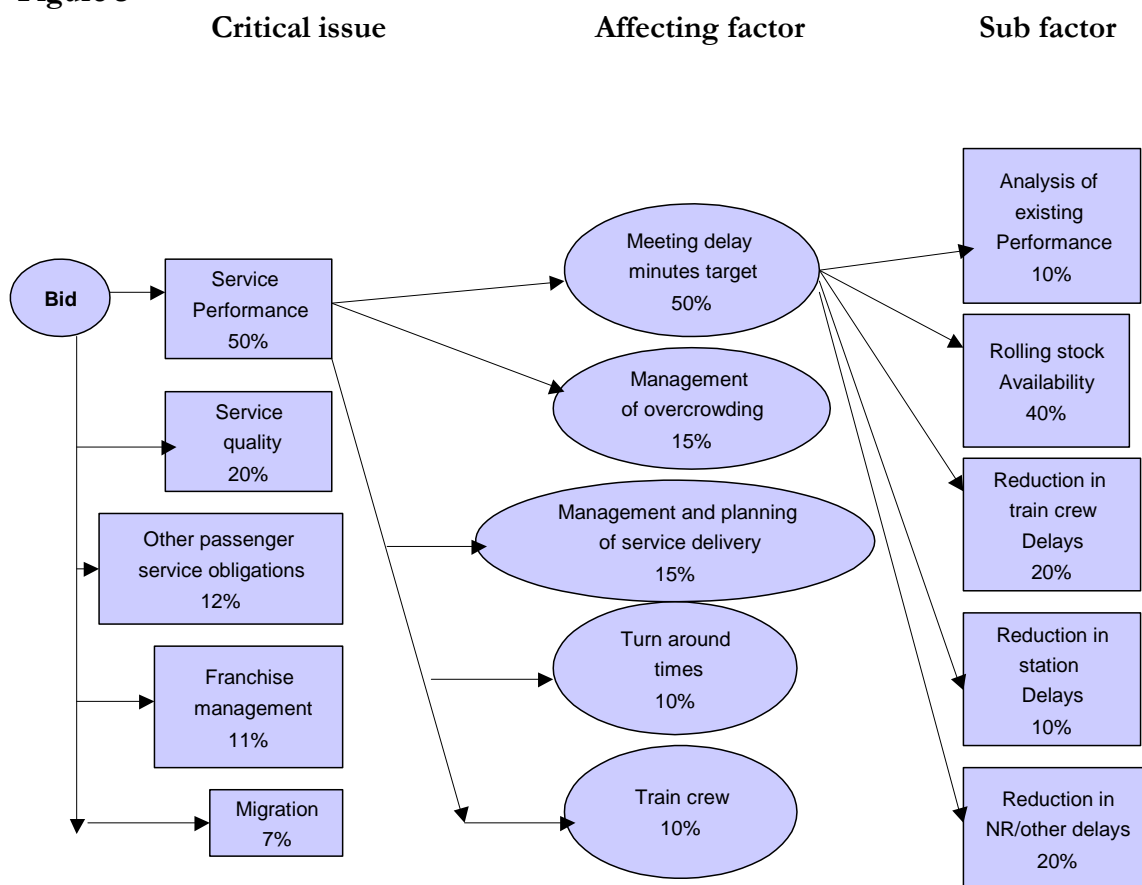 Critical issue
Affecting factor
Sub factor
Bid
Service
Performance
50%
Service
quality
20%
Other passenger
service obligations
12%
Franchise
management
11%
Migration
7%
Meeting delay
minutes target
50%
Management
of overcrowding
15%
Management and planning
of service delivery
15%
Turn around
times
10%
Train crew
10%
Analysis of
existing
Performance
10%
Rolling stock
Availability
40%
Reduction in
train crew
Delays
20%
Reduction in
station
Delays
10%
Reduction in
NR/other delays
20%